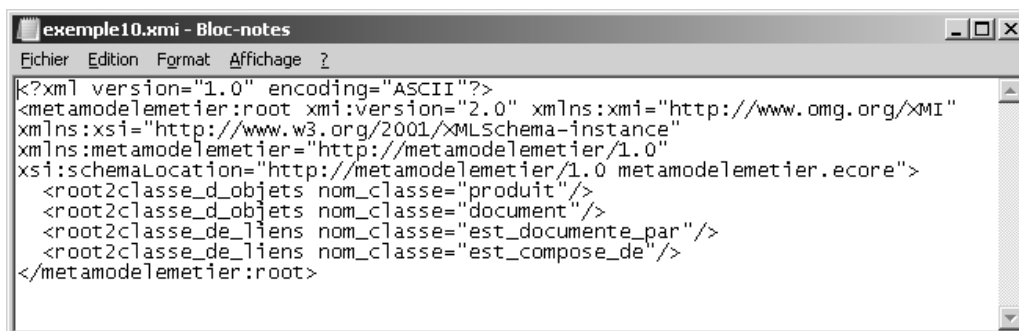 exemple10.xmi - Bloc-notes
Fichier Edition Format Affichage ?
<?xml version="1.0" encoding="ASCII"?>
<metamodelemetier:root xmi:version="2.0" xmlns:xmi="http://www.omg.org/XMI"
xmlns:xsi="http://www.w3.org/2001/XMLSchema-instance"
xmlns:metamodelemetier="http://metamodelemetier/1.0"
xsi:schemaLocation="http://metamodelemetier/1.0 metamodelemetier.ecore">
  <root2classe_d_objets nom_classe="produit"/>
  <root2classe_d_objets nom_classe="document"/>
  <root2classe_de_liens nom_classe="est_documente_par"/>
  <root2classe_de_liens nom_classe="est_compose_de"/>
</metamodelemetier:root>